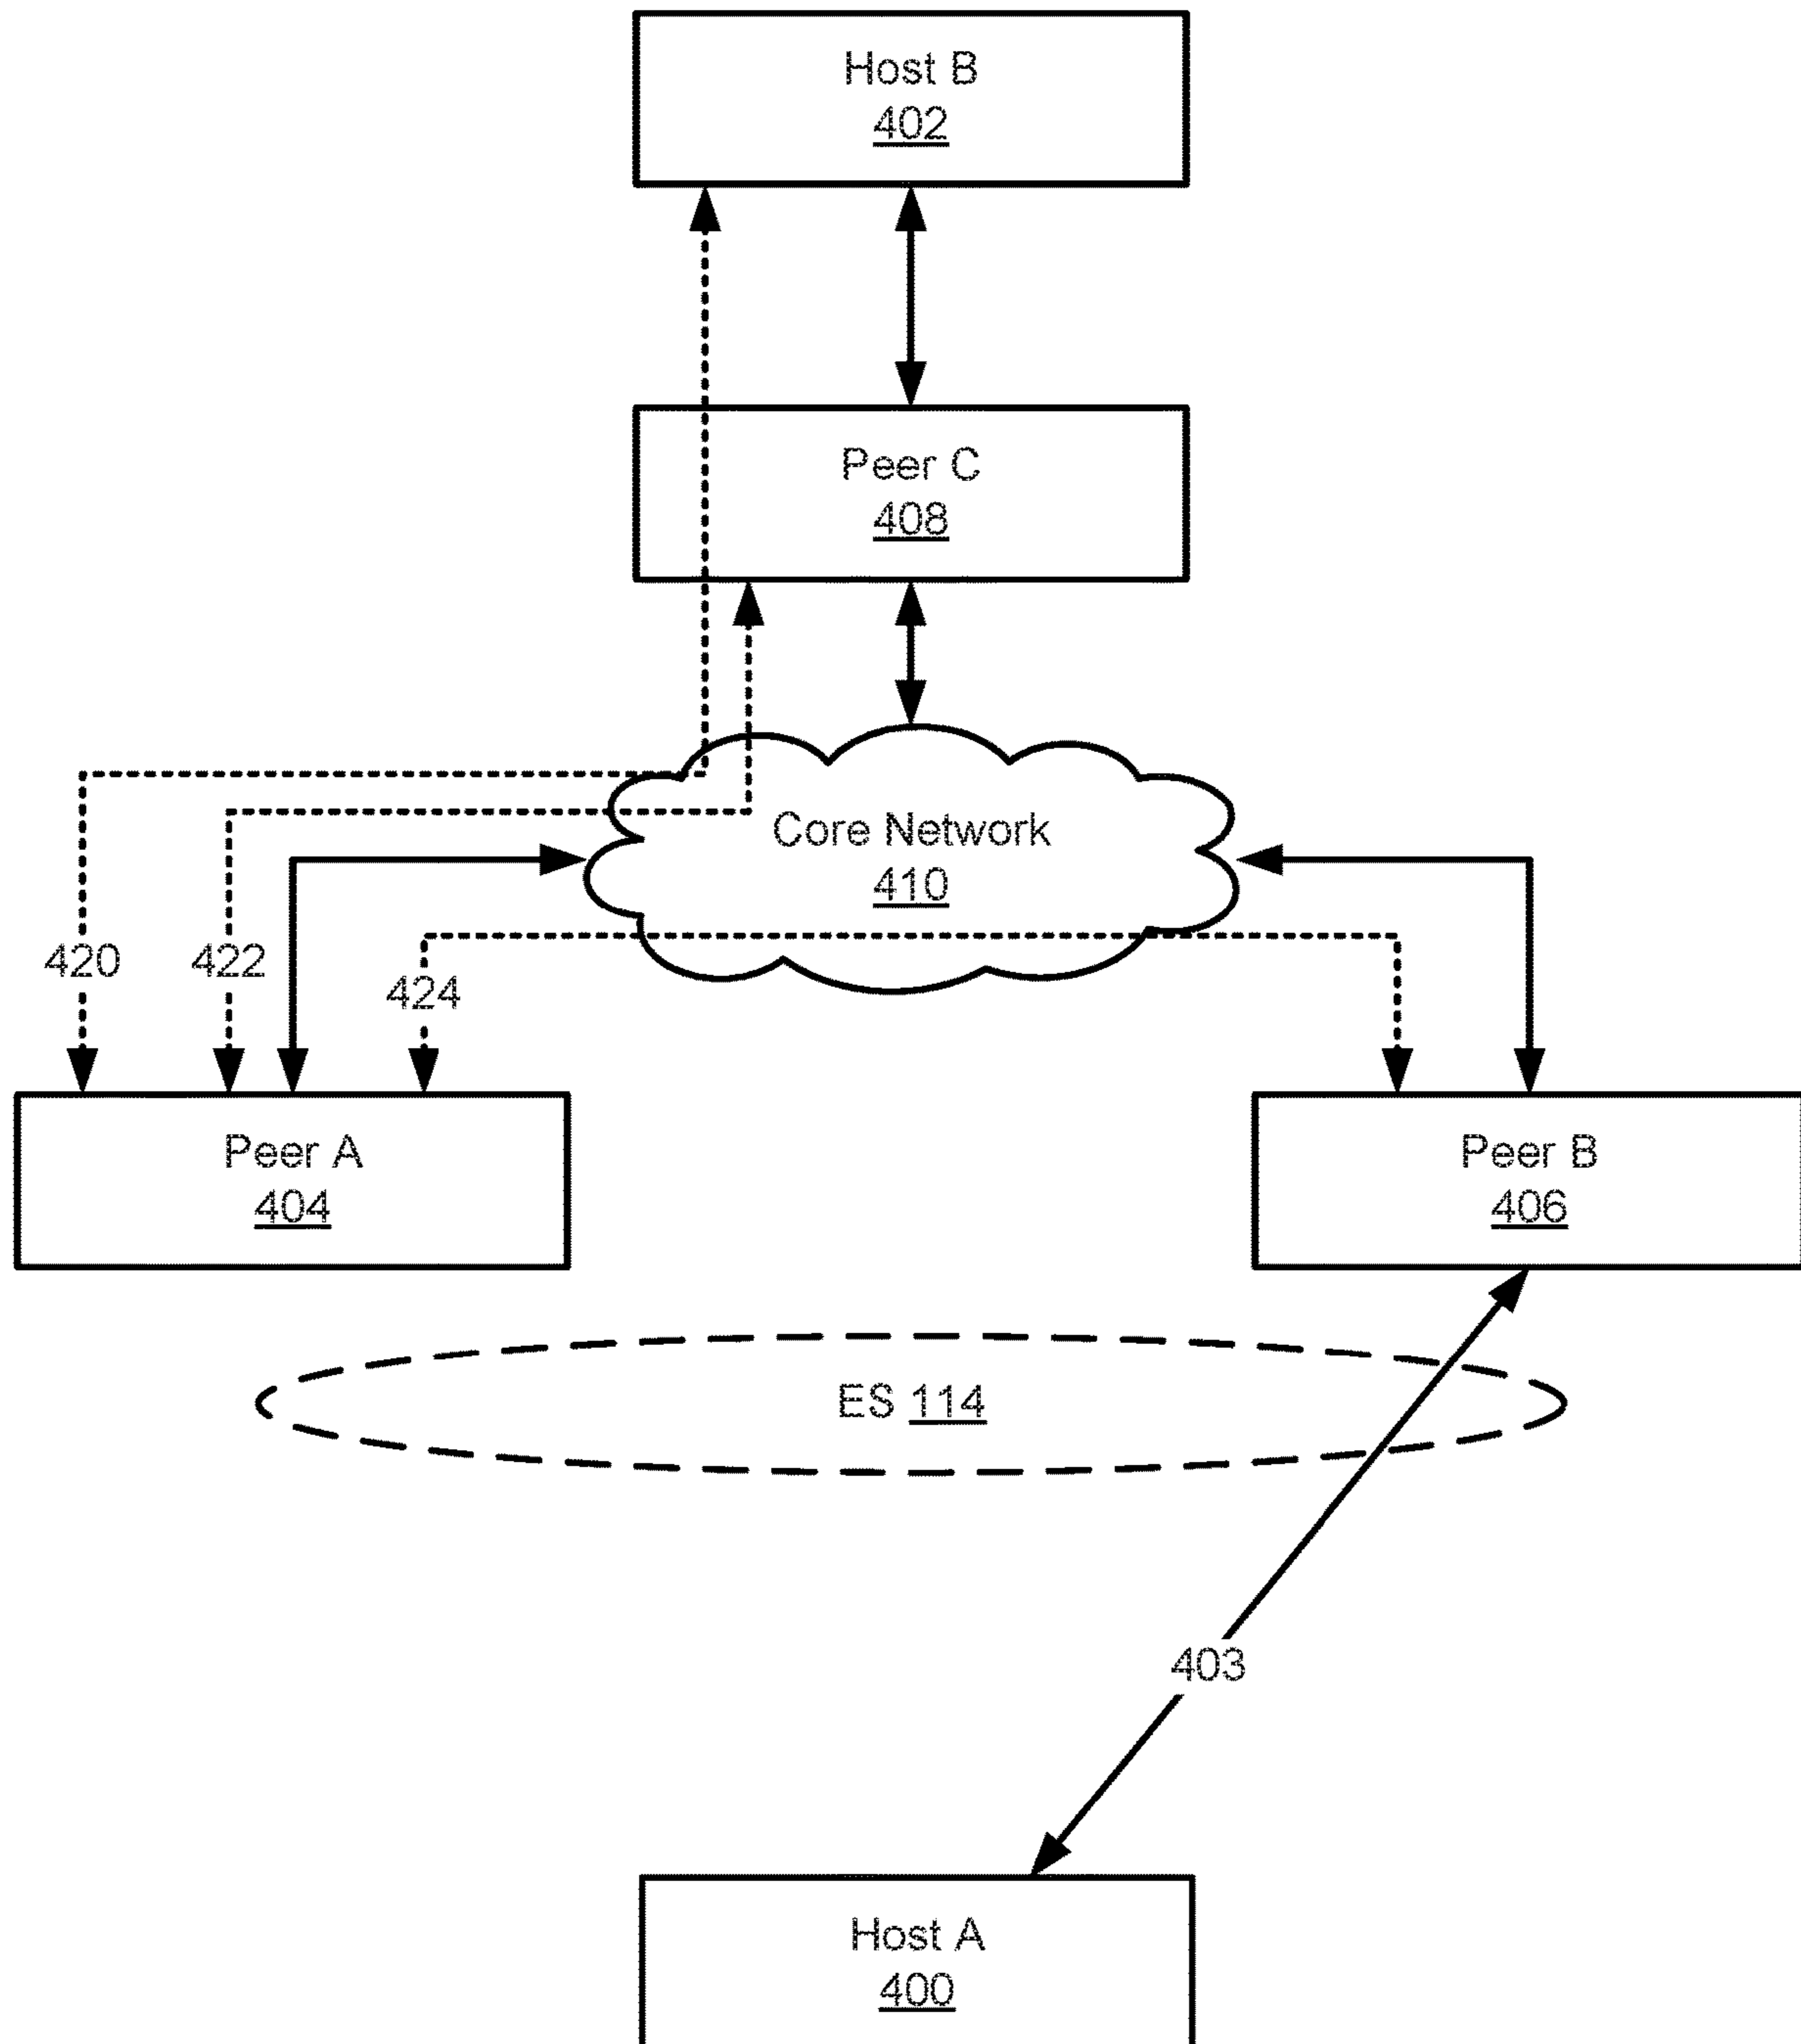 Host B
402
Peer C
408
Core Network
410
420
422
424
Peer A
404
Peer B
406
ES 114
403
Host A
400